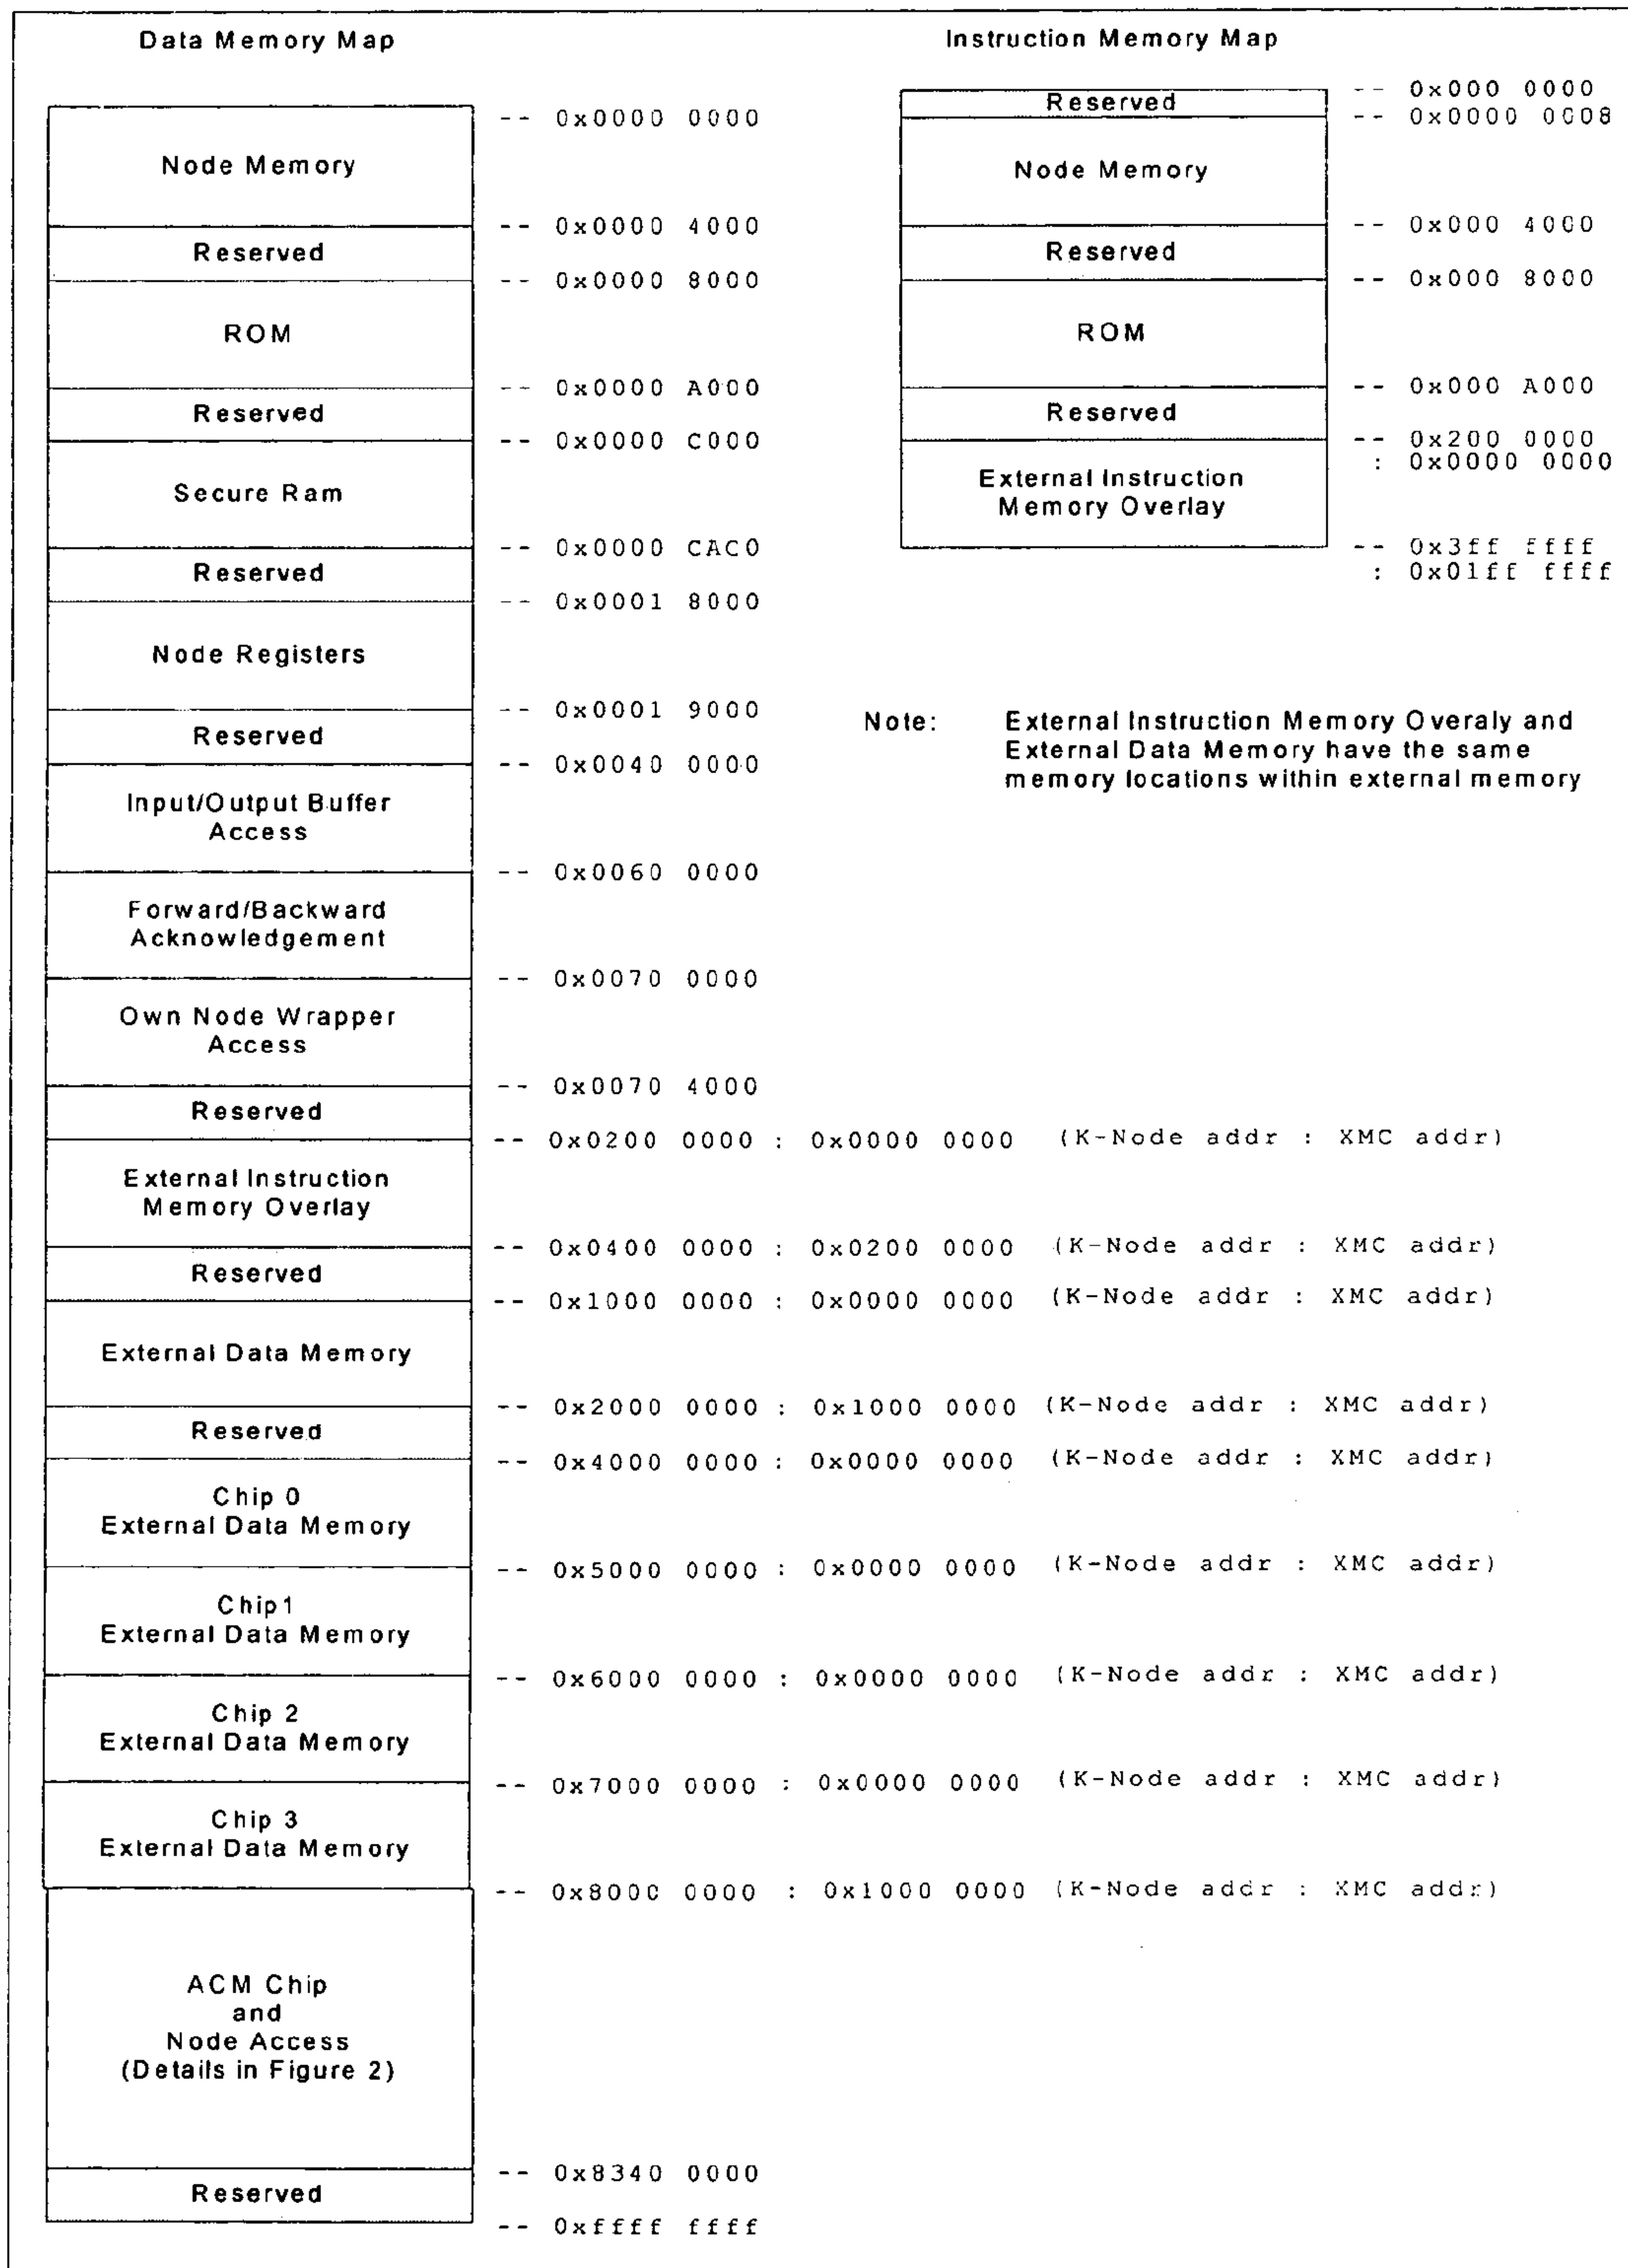 Data Memory Map
-- 0x0000 0000
Node Memory
-- 0x0000 4000
Reserved
-- 0x0000 8000
ROM
-- 0x0000 A000
Reserved
-- 0x0000 C000
Secure Ram
-- 0x0000 CAC0
Reserved
-- 0x0001 8000
Node Registers
-- 0x0001 9000
Reserved
-- 0x0040 0000
Input/Output Buffer
Access
-- 0x0060 0000
Forward/Backward
Acknowledgement
-- 0x0070 0000
Own Node Wrapper
Access
-- 0x0070 4000
Reserved
-- 0x0200 0000 : 0x0000 0000 (K-Node addr : XMC addr)
External Instruction
Memory Overlay
-- 0x0400 0000 : 0x0200 0000 (K-Node addr : XMC addr)
Reserved
-- 0x1000 0000 : 0x0000 0000 (K-Node addr : XMC addr)
External Data Memory
-- 0x2000 0000 : 0x1000 0000 (K-Node addr : XMC addr)
Reserved
-- 0x4000 0000 : 0x0000 0000 (K-Node addr : XMC addr)
Chip 0
External Data Memory
-- 0x5000 0000 : 0x0000 0000 (K-Node addr : XMC addr)
Chip1
External Data Memory
-- 0x6000 0000 : 0x0000 0000 (K-Node addr : XMC addr)
Chip 2
External Data Memory
-- 0x7000 0000 : 0x0000 0000 (K-Node addr : XMC addr)
Chip 3
External Data Memory
-- 0x8000 0000 : 0x1000 0000 (K-Node addr : XMC addr)
ACM Chip
and
Node Access
(Details in Figure 2)
-- 0x8340 0000
Reserved
-- 0xffff ffff
Instruction Memory Map
-- 0x000 0000
Reserved
-- 0x0000 0008
Node Memory
-- 0x000 4000
Reserved
-- 0x000 8000
ROM
-- 0x000 A000
Reserved
-- 0x200 0000
: 0x0000 0000
External Instruction
Memory Overlay
-- 0x3ff ffff
: 0x01ff ffff
Note: External Instruction Memory Overaly and
External Data Memory have the same
memory locations within external memory